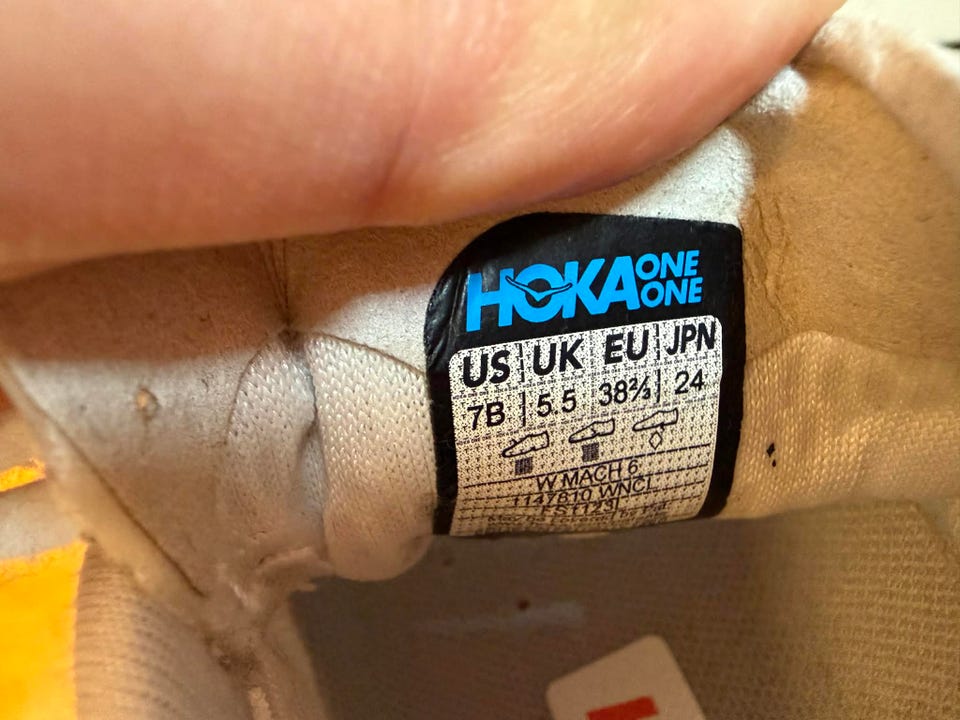 HOKA ONE ONE
US UK EU JPN
7B 5.5 38⅔ 24
W MACH 6
1147810 WNCL